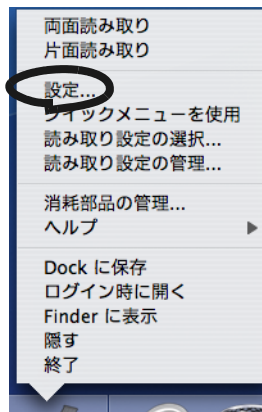 両面読み取り
片面読み取り
設定...
クイックメニューを使用
読み取り設定の選択...
読み取り設定の管理...
消耗部品の管理...
ヘルプ
Dock に保存
ログイン時に開く
Finder に表示
隠す
終了